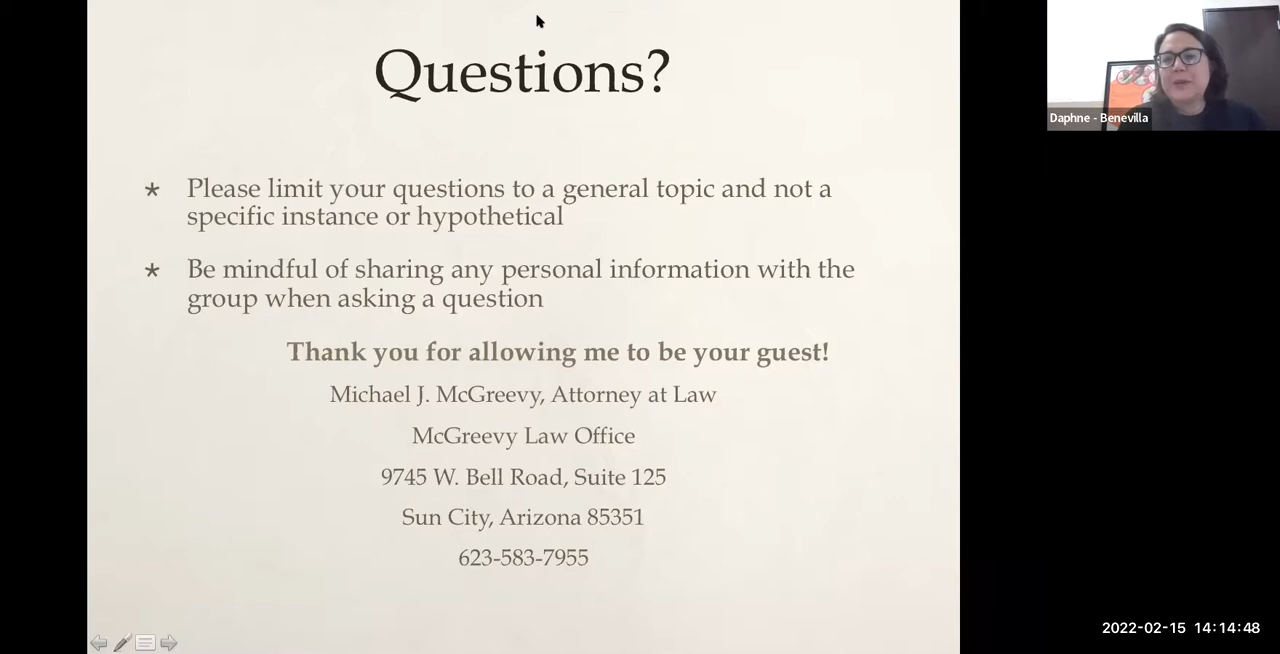 Questions?
* Please limit your questions to a general topic and not a
specific instance or hypothetical
* Be mindful of sharing any personal information with the
group when asking a question
Thank you for allowing me to be your guest!
Michael J. McGreevy, Attorney at Law
McGreevy Law Office
9745 W. Bell Road, Suite 125
Sun City, Arizona 85351
623-583-7955
Daphne - Benevilla
2022-02-15 14:14:48